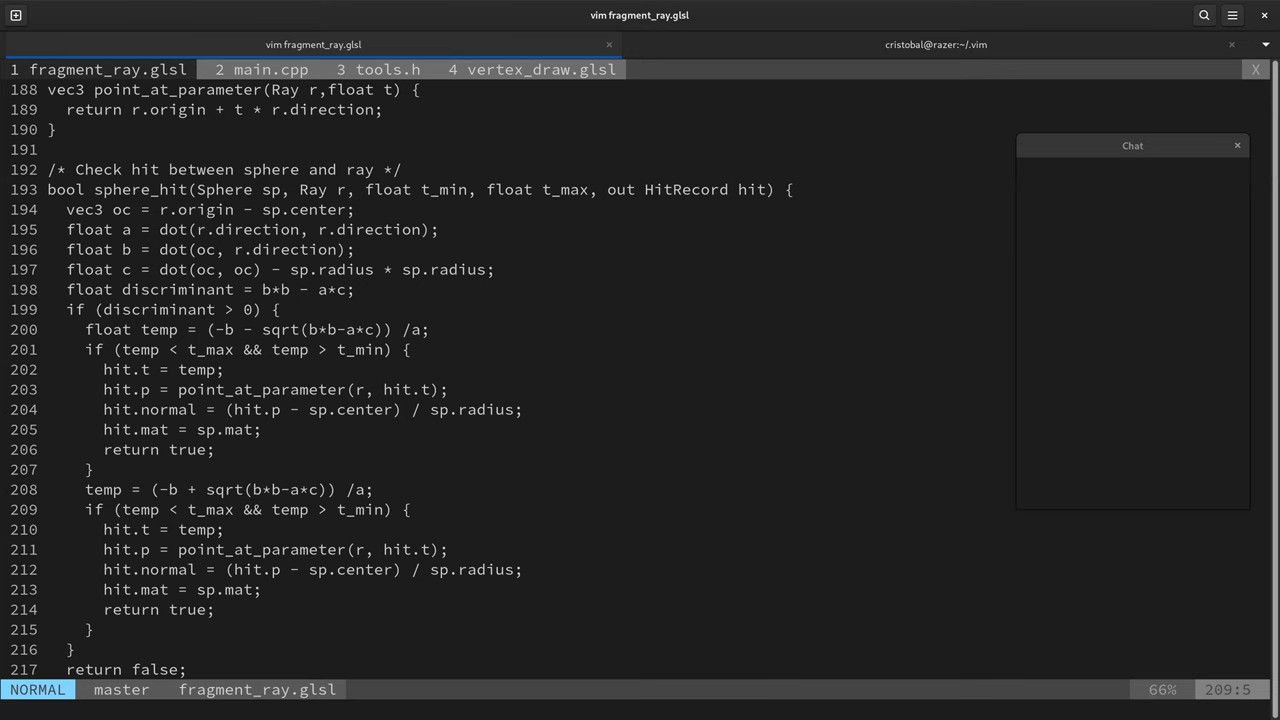 vim fragment_ray.glsl
vim fragment_ray.glsl × cristobal@razer:~/.vim ×
1 fragment_ray.glsl 2 main.cpp 3 tools.h 4 vertex_draw.glsl X
188 vec3 point_at_parameter(Ray r,float t) {
189   return r.origin + t * r.direction;
190 }
191
Chat ×
192 /* Check hit between sphere and ray */
193 bool sphere_hit(Sphere sp, Ray r, float t_min, float t_max, out HitRecord hit) {
194   vec3 oc = r.origin - sp.center;
195   float a = dot(r.direction, r.direction);
196   float b = dot(oc, r.direction);
197   float c = dot(oc, oc) - sp.radius * sp.radius;
198   float discriminant = b*b - a*c;
199   if (discriminant > 0) {
200     float temp = (-b - sqrt(b*b-a*c)) /a;
201     if (temp < t_max && temp > t_min) {
202       hit.t = temp;
203       hit.p = point_at_parameter(r, hit.t);
204       hit.normal = (hit.p - sp.center) / sp.radius;
205       hit.mat = sp.mat;
206       return true;
207     }
208     temp = (-b + sqrt(b*b-a*c)) /a;
209     if (temp < t_max && temp > t_min) {
210       hit.t = temp;
211       hit.p = point_at_parameter(r, hit.t);
212       hit.normal = (hit.p - sp.center) / sp.radius;
213       hit.mat = sp.mat;
214       return true;
215     }
216   }
217   return false;
NORMAL master fragment_ray.glsl 66% 209:5